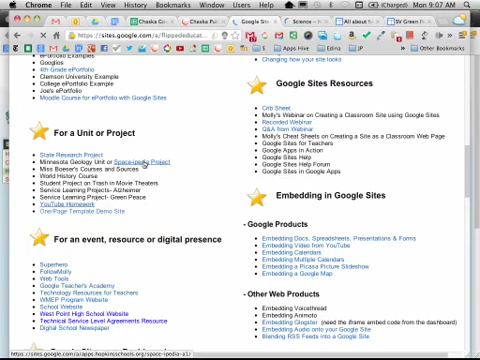 Chrome File Edit View History Bookmarks Window Users Help (Charged) Mon 9:07 AM
Chaska Co Chaska Pul Google Site Science – All about SV Green Fi
https://sites.google.com/a/flippededucat
Apps Hive Edina JP Other Bookmarks
ePortfolio Examples
Googlios
4th Grade ePortfolio
Clemson University Example
College ePortfolio Example
Joe's ePortfolio
Moodle Course for ePortfolio with Google Sites
For a Unit or Project
State Research Project
Minnesota Geology Unit or Space-ipedia Project
Miss Boerser's Courses and Sources
World History Course
Student Project on Trash in Movie Theaters
Service Learning Projects- Alzheimer
Service Learning Project- Green Peace
YouTube Homework
One/Page Template Demo Site
For an event, resource or digital presence
Superhero
FollowMolly
Web Tools
Google Teacher's Academy
Technology Resources for Teachers
WMEP Program Website
School Website
West Point High School Website
Technical Service Level Agreements Resource
Digital School Newspaper
https://sites.google.com/a/apps.hopkinsschools.org/space-ipedia-a1/
Changing how your site looks
Google Sites Resources
Crib Sheet
Molly's Webinar on Creating a Classroom Site using Google Sites
Recorded Webinar
Q&A from Webinar
Molly's Cheat Sheets on Creating a Site as a Classroom Web Page
Google Sites for Teachers
Google Apps in Action
Google Sites Help
Google Sites Help Forum
Google Sites in Google Apps
Embedding in Google Sites
- Google Products
Embedding Docs, Spreadsheets, Presentations & Forms
Embedding Video from YouTube
Embedding Calendars
Embedding Multiple Calendars
Embedding a Picasa Picture Slideshow
Embedding a Google Map
- Other Web Products
Embedding Voicethread
Embedding Animoto
Embedding Glogster (need the iframe embed code from the dashboard)
Embedding Audio onto your Google Site
Blending RSS Feeds into a Google Site